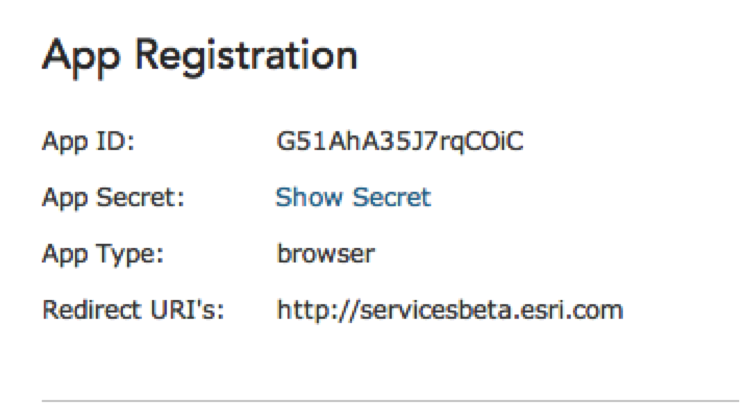 App Registration
App ID: G51AhA35J7rqCOiC
App Secret: Show Secret
App Type: browser
Redirect URI's: http://servicesbeta.esri.com